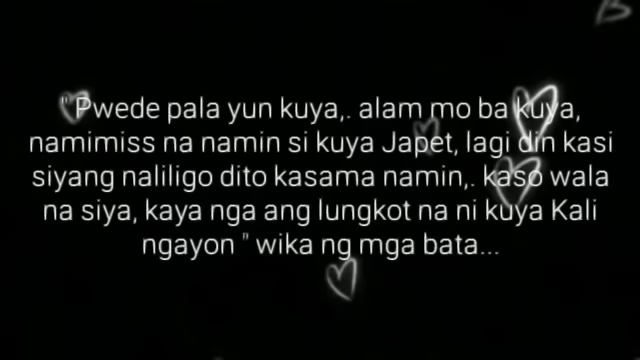 " Pwede pala yun kuya,. alam mo ba kuya,
namimiss na namin si kuya Japet, lagi din kasi
siyang naliligo dito kasama namin,. kaso wala
na siya, kaya nga ang lungkot na ni kuya Kali
ngayon " wika ng mga bata...